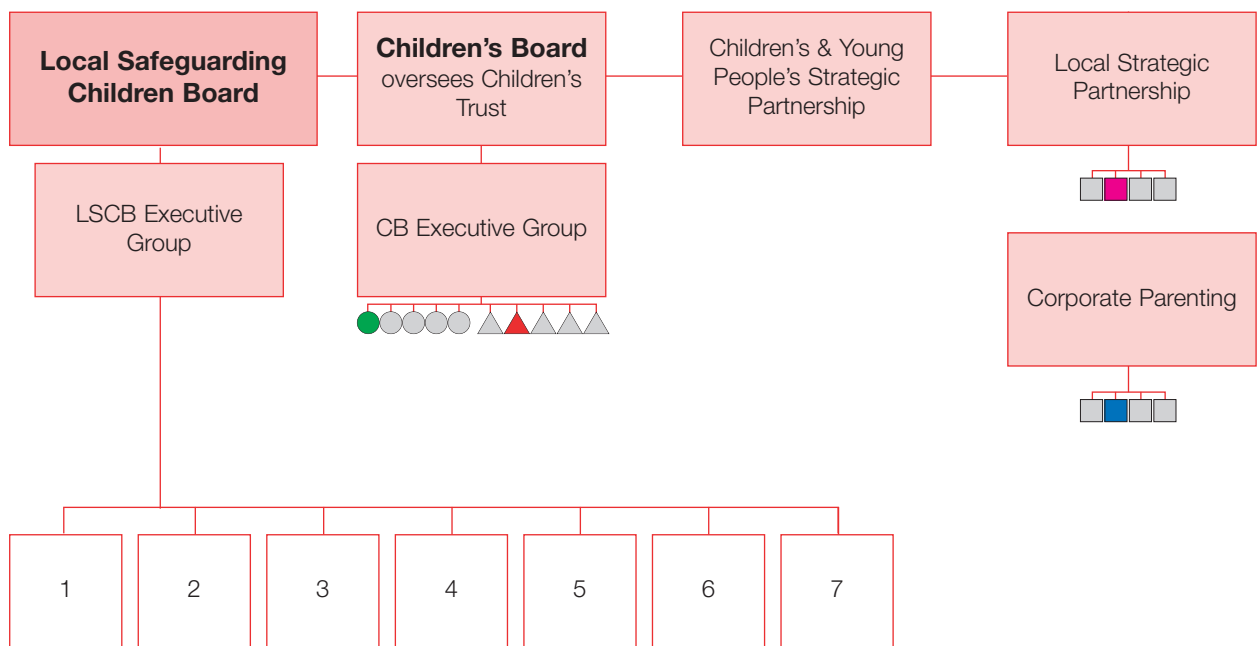 Local Safeguarding
Children Board
Children’s Board
oversees Children’s
Trust
Children’s & Young
People’s Strategic
Partnership
Local Strategic
Partnership
LSCB Executive
Group
CB Executive Group
Corporate Parenting
1
2
3
4
5
6
7